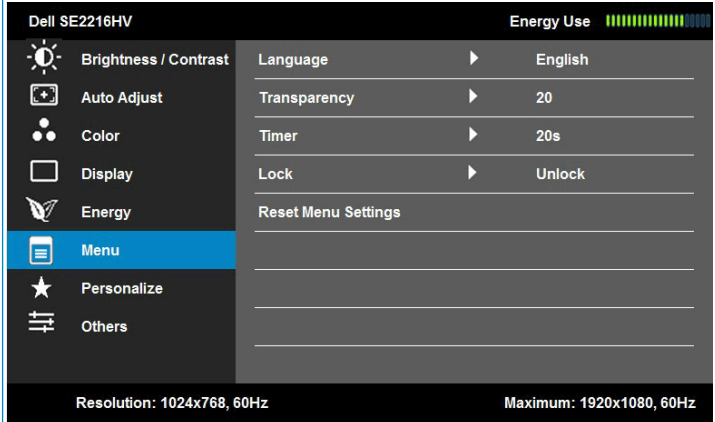 Dell SE2216HV Energy Use
Brightness / Contrast Language English
Auto Adjust Transparency 20
Color Timer 20s
Display Lock Unlock
Energy Reset Menu Settings
Menu
Personalize
Others
Resolution: 1024x768, 60Hz Maximum: 1920x1080, 60Hz